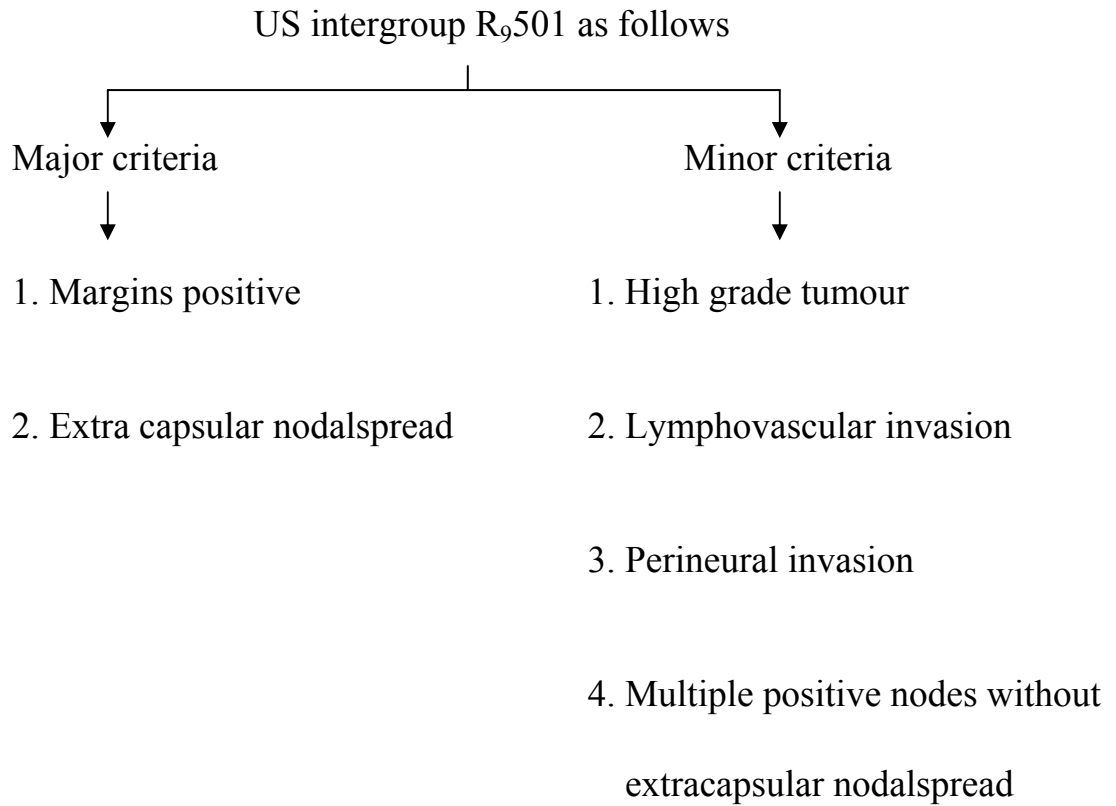 US intergroup R₉501 as follows
Major criteria
1. Margins positive
2. Extra capsular nodalspread
Minor criteria
1. High grade tumour
2. Lymphovascular invasion
3. Perineural invasion
4. Multiple positive nodes without
extracapsular nodalspread